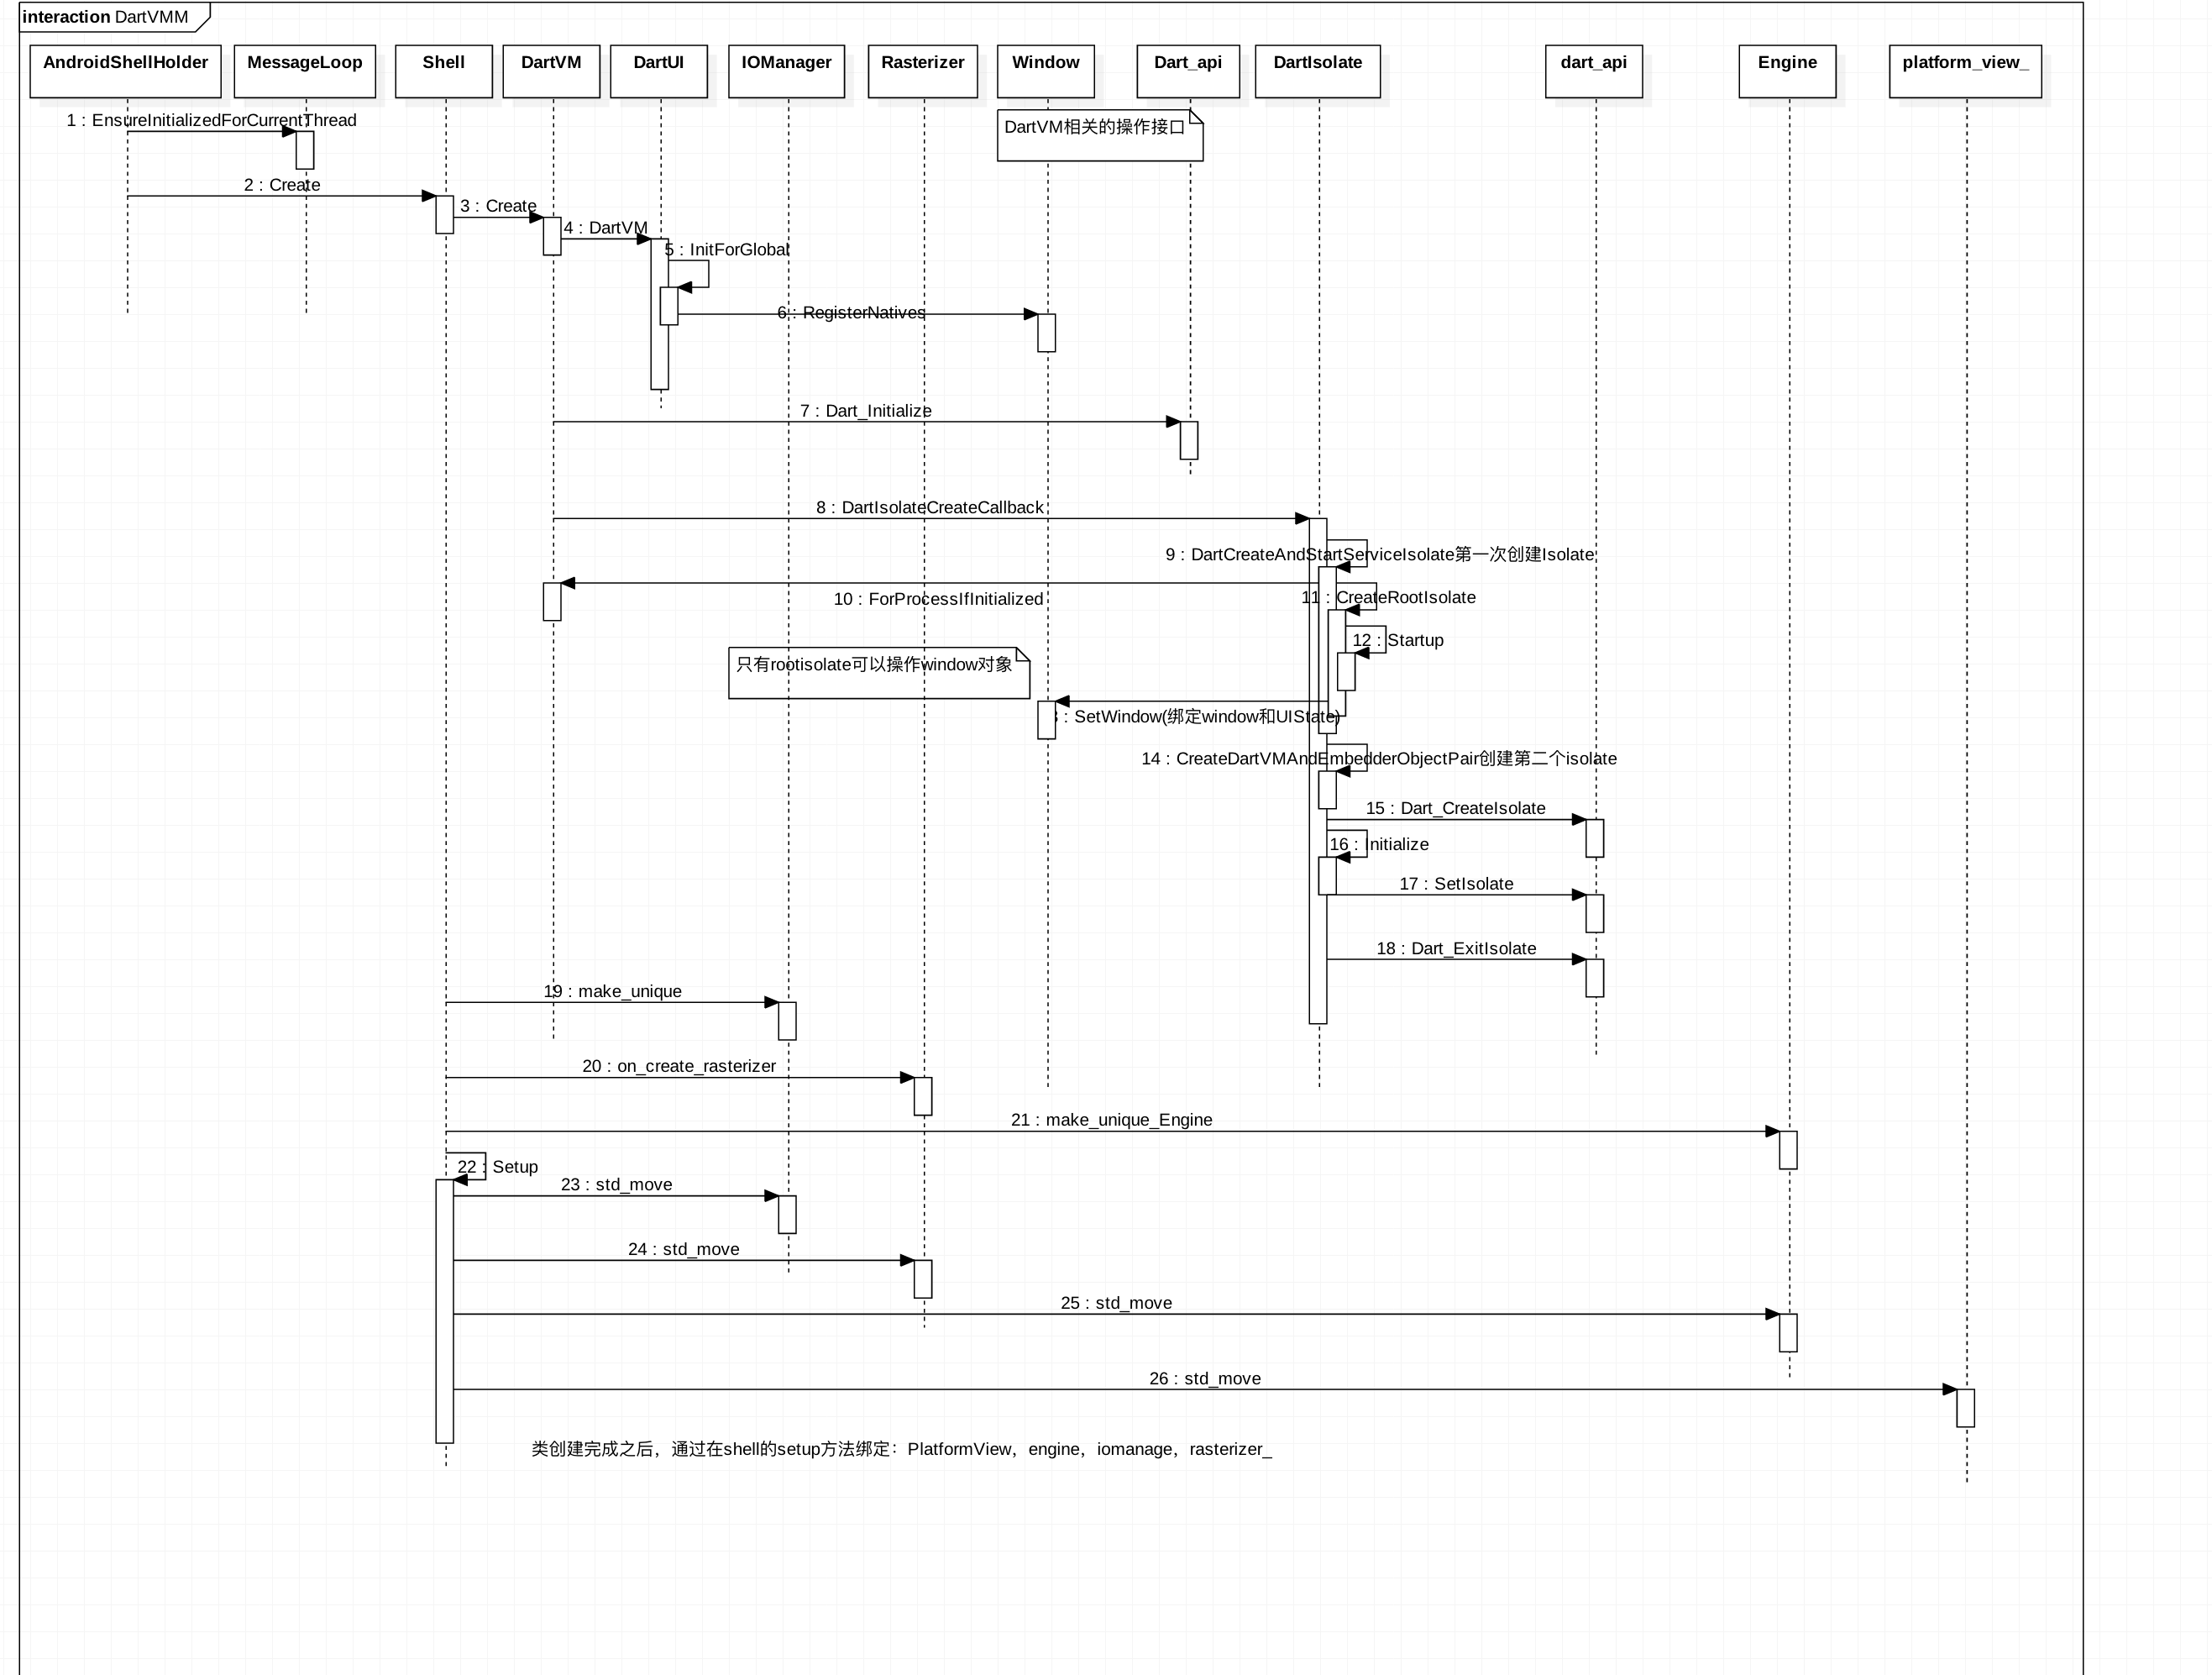 interaction DartVMM
AndroidShellHolder
MessageLoop
Shell
DartVM
DartUI
IOManager
Rasterizer
Window
Dart_api
DartIsolate
dart_api
Engine
platform_view_
1 : EnsureInitializedForCurrentThread
DartVM相关的操作接口
2 : Create
3 : Create
4 : DartVM
5 : InitForGlobal
6 : RegisterNatives
7 : Dart_Initialize
8 : DartIsolateCreateCallback
9 : DartCreateAndStartServiceIsolate第一次创建Isolate
10 : ForProcessIfInitialized
11 : CreateRootIsolate
12 : Startup
只有rootisolate可以操作window对象
: SetWindow(绑定window和UIState)
14 : CreateDartVMAndEmbedderObjectPair创建第二个isolate
15 : Dart_CreateIsolate
16 : Initialize
17 : SetIsolate
18 : Dart_ExitIsolate
19 : make_unique
20 : on_create_rasterizer
21 : make_unique_Engine
22 : Setup
23 : std_move
24 : std_move
25 : std_move
26 : std_move
类创建完成之后，通过在shell的setup方法绑定：PlatformView，engine，iomanage，rasterizer_